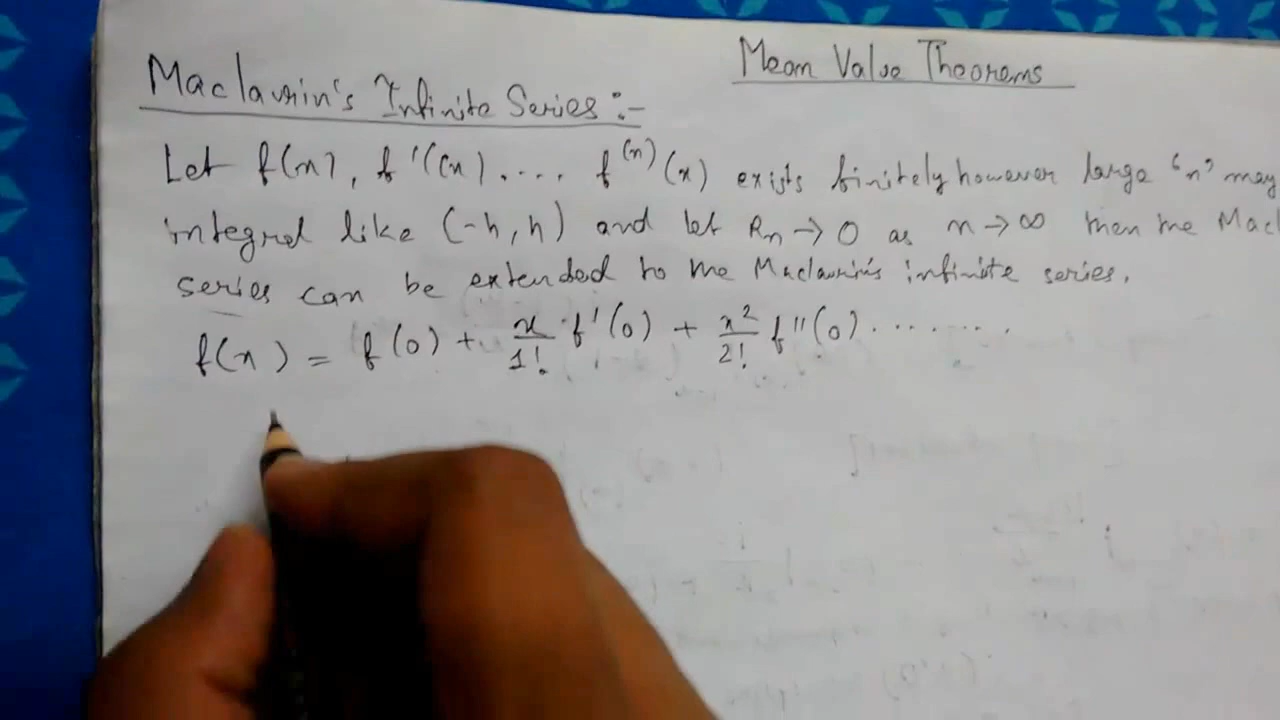 Mean Value Theorems
Maclaurin's Infinite Series :-
Let f(x), f'(x) .... f^(n)(x) exists finitely however large 'n' may
integral like (-h, h) and let Rn → 0 as n → ∞ then the Macl
series can be extended to the Maclaurin's infinite series.
f(x) = f(0) + x/1! · f'(0) + x²/2! f''(0) ........